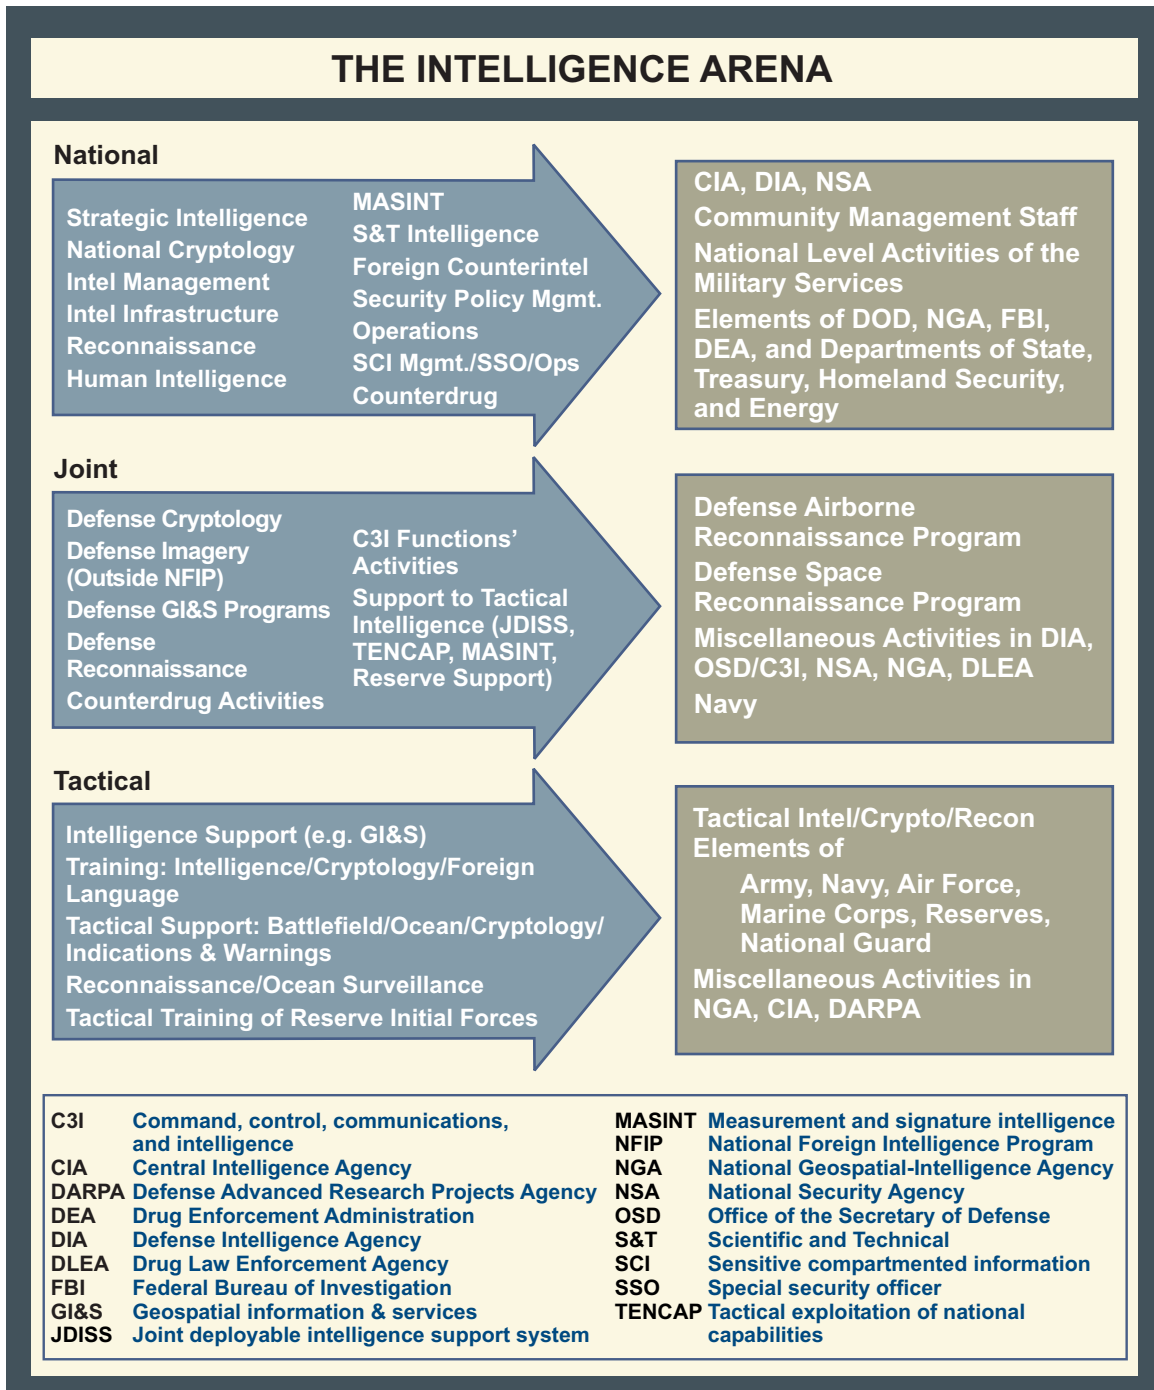 THE INTELLIGENCE ARENA
National
Strategic Intelligence
National Cryptology
Intel Management
Intel Infrastructure
Reconnaissance
Human Intelligence
MASINT
S&T Intelligence
Foreign Counterintel
Security Policy Mgmt.
Operations
SCI Mgmt./SSO/Ops
Counterdrug
CIA, DIA, NSA
Community Management Staff
National Level Activities of the
Military Services
Elements of DOD, NGA, FBI,
DEA, and Departments of State,
Treasury, Homeland Security,
and Energy
Joint
Defense Cryptology
Defense Imagery
(Outside NFIP)
Defense GI&S Programs
Defense
Reconnaissance
Counterdrug Activities
C3I Functions’
Activities
Support to Tactical
Intelligence (JDISS,
TENCAP, MASINT,
Reserve Support)
Defense Airborne
Reconnaissance Program
Defense Space
Reconnaissance Program
Miscellaneous Activities in DIA,
OSD/C3I, NSA, NGA, DLEA
Navy
Tactical
Intelligence Support (e.g. GI&S)
Training: Intelligence/Cryptology/Foreign
Language
Tactical Support: Battlefield/Ocean/Cryptology/
Indications & Warnings
Reconnaissance/Ocean Surveillance
Tactical Training of Reserve Initial Forces
Tactical Intel/Crypto/Recon
Elements of
Army, Navy, Air Force,
Marine Corps, Reserves,
National Guard
Miscellaneous Activities in
NGA, CIA, DARPA
C3I Command, control, communications,
and intelligence
CIA Central Intelligence Agency
DARPA Defense Advanced Research Projects Agency
DEA Drug Enforcement Administration
DIA Defense Intelligence Agency
DLEA Drug Law Enforcement Agency
FBI Federal Bureau of Investigation
GI&S Geospatial information & services
JDISS Joint deployable intelligence support system
MASINT Measurement and signature intelligence
NFIP National Foreign Intelligence Program
NGA National Geospatial-Intelligence Agency
NSA National Security Agency
OSD Office of the Secretary of Defense
S&T Scientific and Technical
SCI Sensitive compartmented information
SSO Special security officer
TENCAP Tactical exploitation of national
capabilities